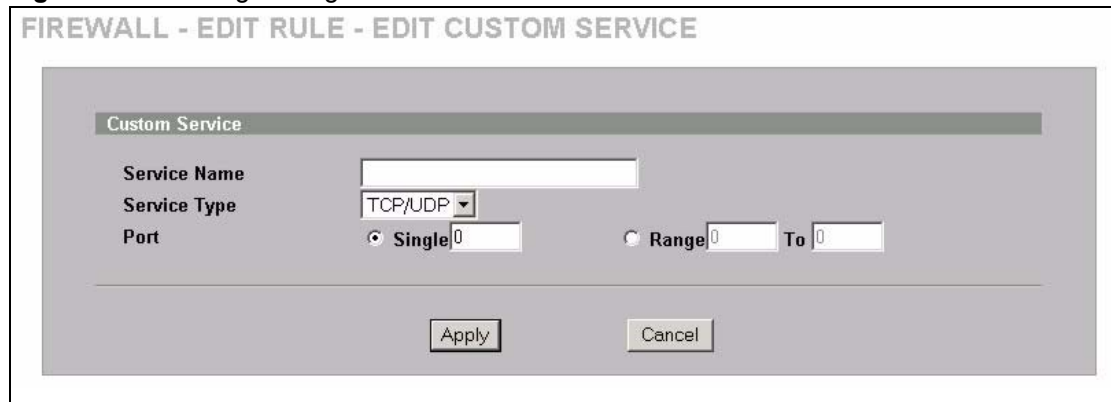 FIREWALL - EDIT RULE - EDIT CUSTOM SERVICE
Custom Service
Service Name
Service Type TCP/UDP
Port Single 0 Range 0 To 0
Apply Cancel